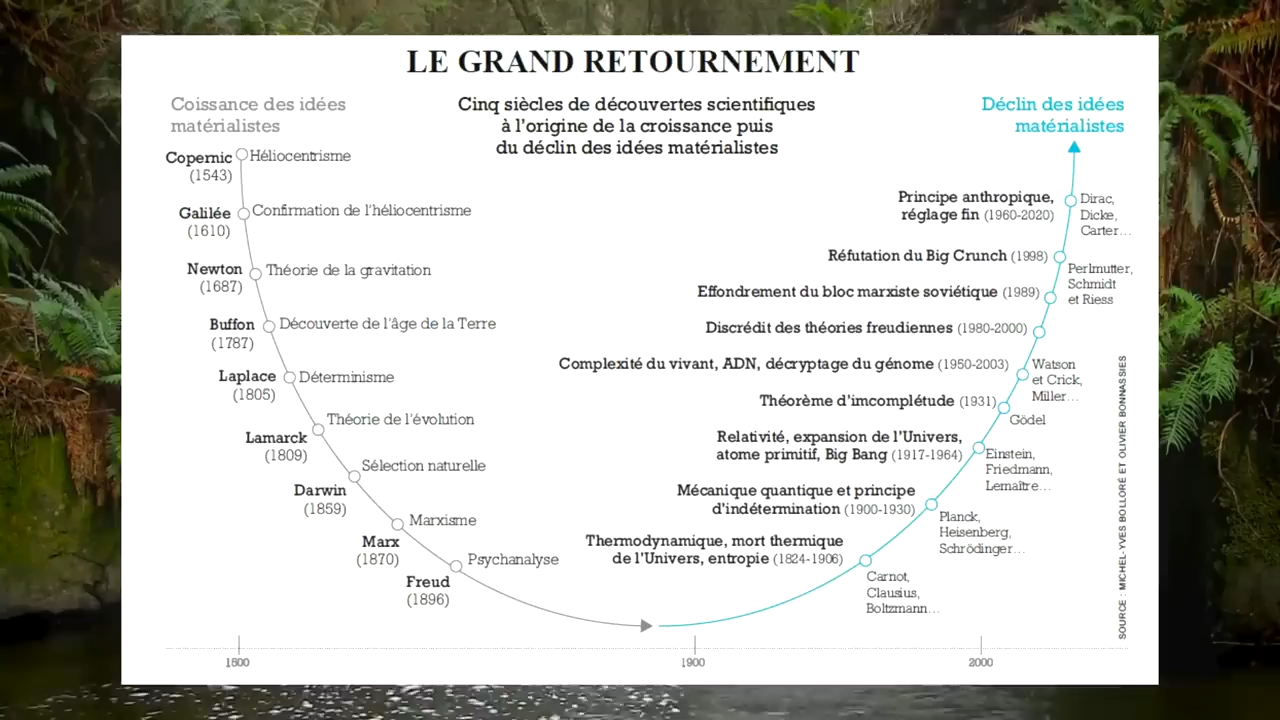 LE GRAND RETOURNEMENT
Coissance des idées
matérialistes
Cinq siècles de découvertes scientifiques
à l'origine de la croissance puis
du déclin des idées matérialistes
Déclin des idées
matérialistes
Copernic
(1543)
Héliocentrisme
Galilée
(1610)
Confirmation de l'héliocentrisme
Newton
(1687)
Théorie de la gravitation
Buffon
(1787)
Découverte de l'âge de la Terre
Laplace
(1805)
Déterminisme
Lamarck
(1809)
Théorie de l'évolution
Darwin
(1859)
Sélection naturelle
Marx
(1870)
Marxisme
Freud
(1896)
Psychanalyse
Principe anthropique,
réglage fin (1960-2020)
Dirac,
Dicke,
Carter...
Réfutation du Big Crunch (1998)
Perlmutter,
Schmidt
et Riess
Effondrement du bloc marxiste soviétique (1989)
Discrédit des théories freudiennes (1980-2000)
Complexité du vivant, ADN, décryptage du génome (1950-2003)
Watson
et Crick,
Miller...
Théorème d'imcomplétude (1931)
Gödel
Relativité, expansion de l'Univers,
atome primitif, Big Bang (1917-1964)
Einstein,
Friedmann,
Lemaître...
Mécanique quantique et principe
d'indétermination (1900-1930)
Planck,
Heisenberg,
Schrödinger...
Thermodynamique, mort thermique
de l'Univers, entropie (1824-1906)
Carnot,
Clausius,
Boltzmann...
1500
1900
2000
SOURCE : MICHEL-YVES BOLLORÉ ET OLIVIER BONNASSIES